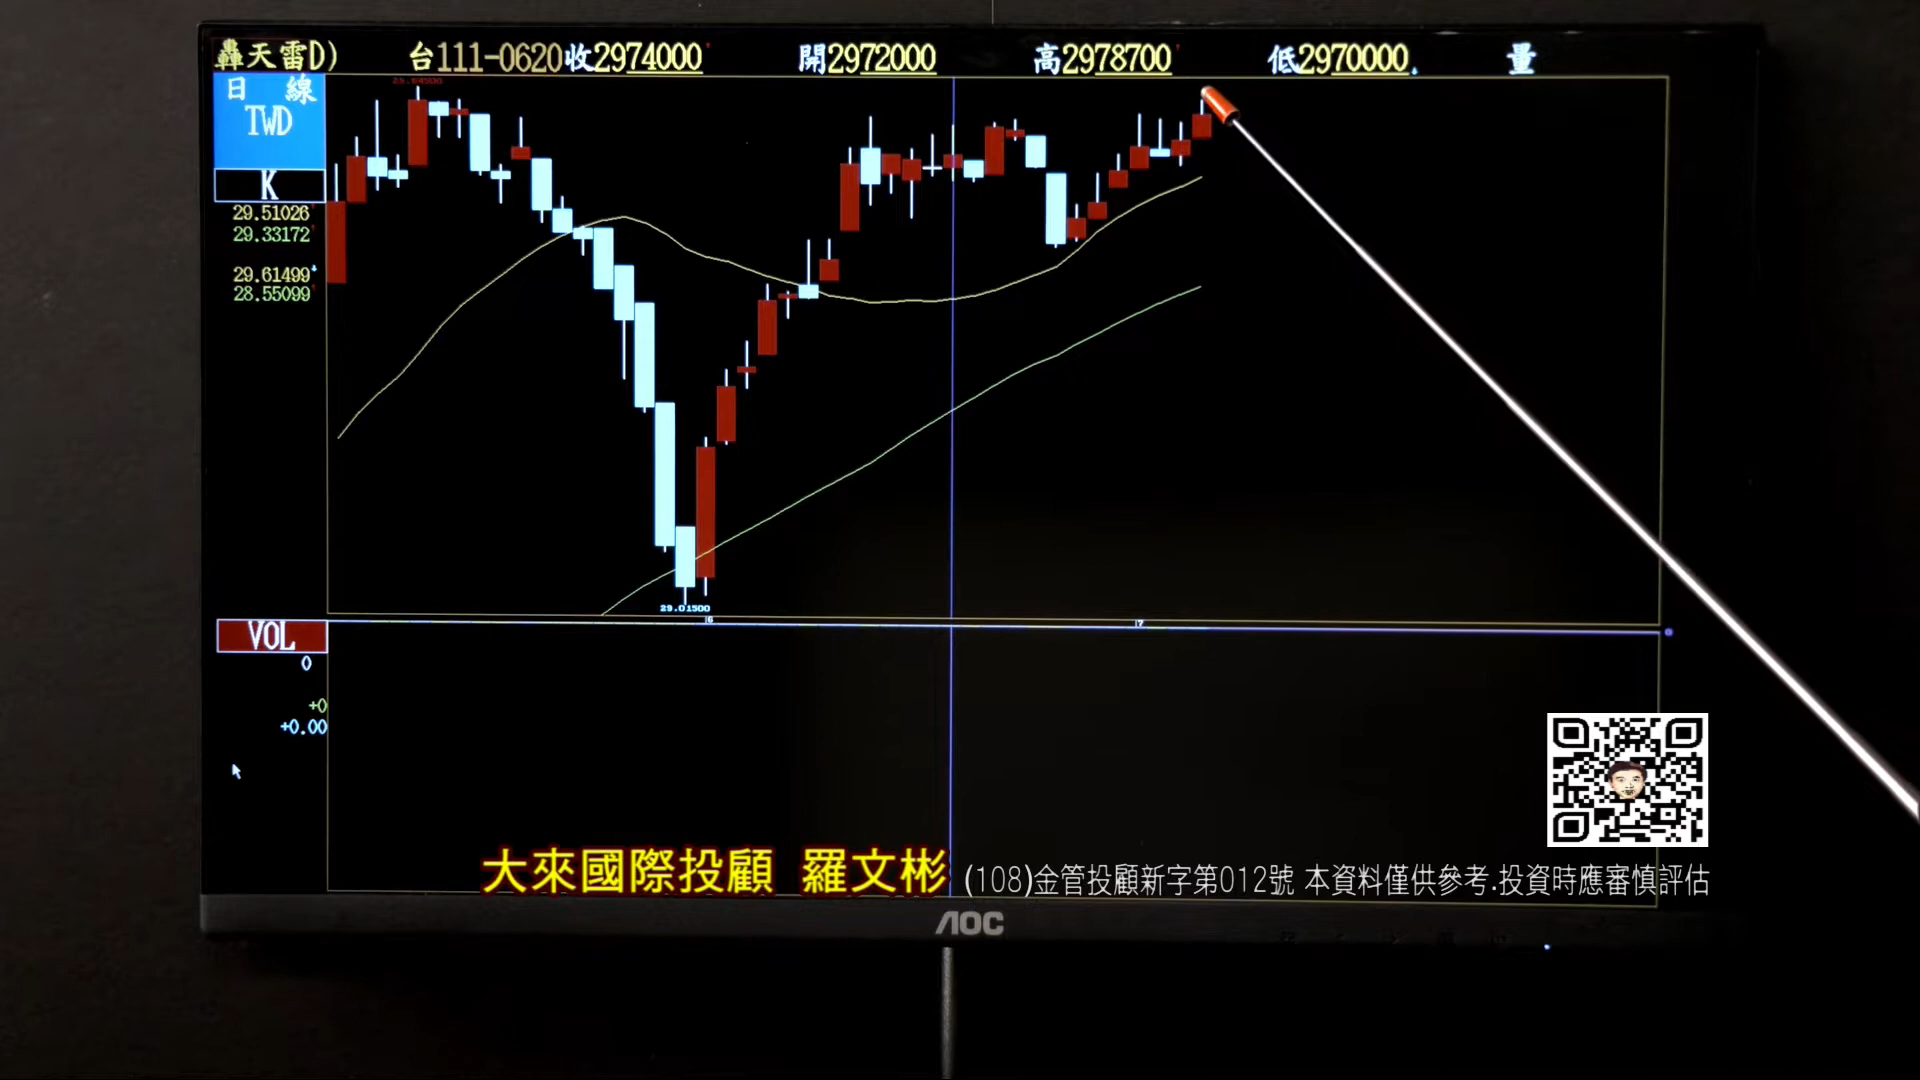 轟天雷D) 台111-0620收2974000 開2972000 高2978700 低2970000 量
日 線
TWD
K
29.51026
29.33172
29.61499
28.55099
29.01500
6
7
VOL
0
+0
+0.00
大來國際投顧 羅文彬 (108)金管投顧新字第012號 本資料僅供參考.投資時應審慎評估
AOC